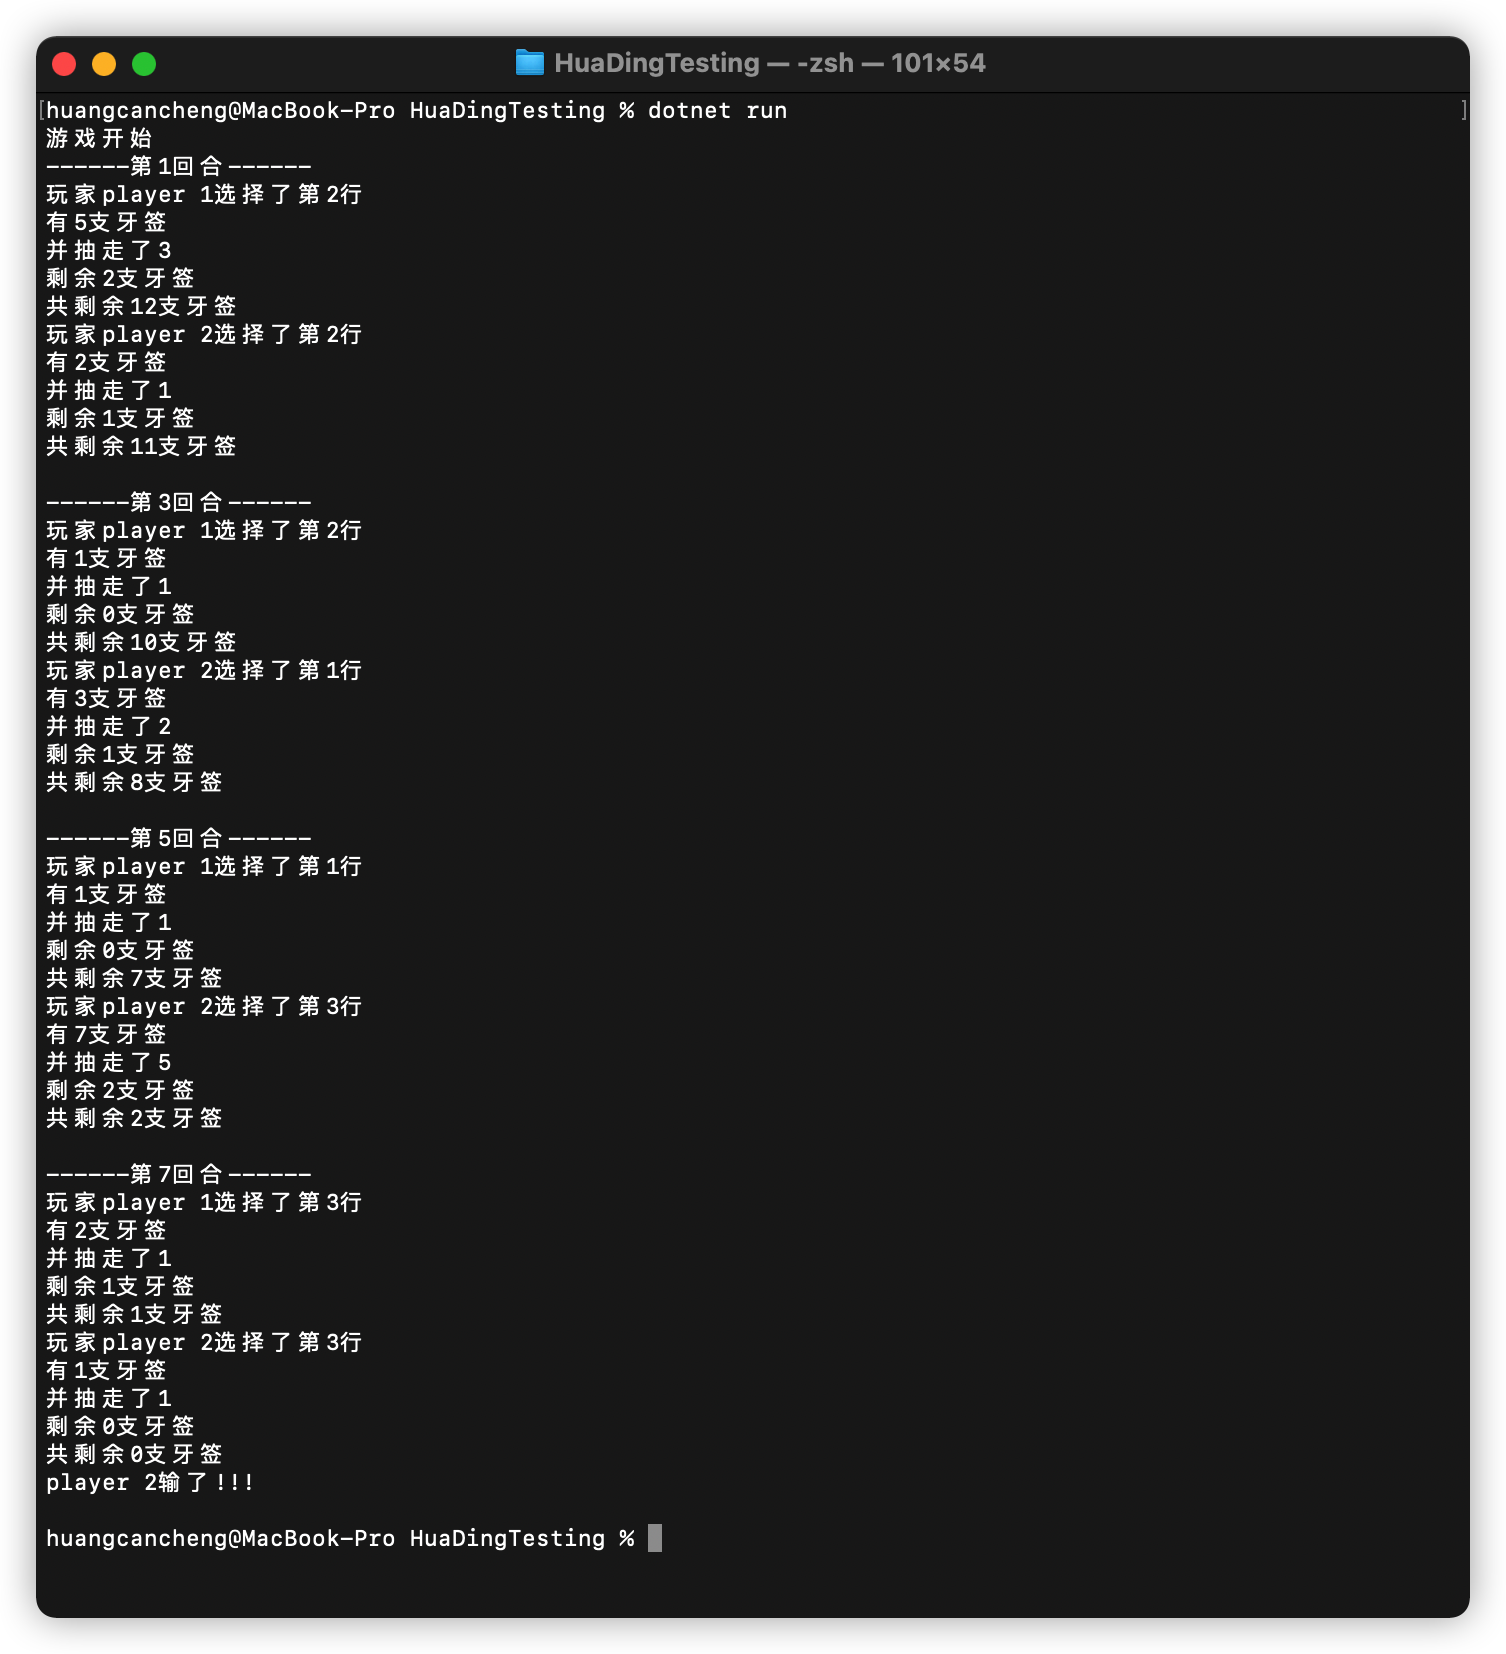 HuaDingTesting — -zsh — 101×54
[huangcancheng@MacBook-Pro HuaDingTesting % dotnet run ]
游戏开始
------第1回合------
玩家player 1选择了第2行
有5支牙签
并抽走了3
剩余2支牙签
共剩余12支牙签
玩家player 2选择了第2行
有2支牙签
并抽走了1
剩余1支牙签
共剩余11支牙签

------第3回合------
玩家player 1选择了第2行
有1支牙签
并抽走了1
剩余0支牙签
共剩余10支牙签
玩家player 2选择了第1行
有3支牙签
并抽走了2
剩余1支牙签
共剩余8支牙签

------第5回合------
玩家player 1选择了第1行
有1支牙签
并抽走了1
剩余0支牙签
共剩余7支牙签
玩家player 2选择了第3行
有7支牙签
并抽走了5
剩余2支牙签
共剩余2支牙签

------第7回合------
玩家player 1选择了第3行
有2支牙签
并抽走了1
剩余1支牙签
共剩余1支牙签
玩家player 2选择了第3行
有1支牙签
并抽走了1
剩余0支牙签
共剩余0支牙签
player 2输了!!!

huangcancheng@MacBook-Pro HuaDingTesting %